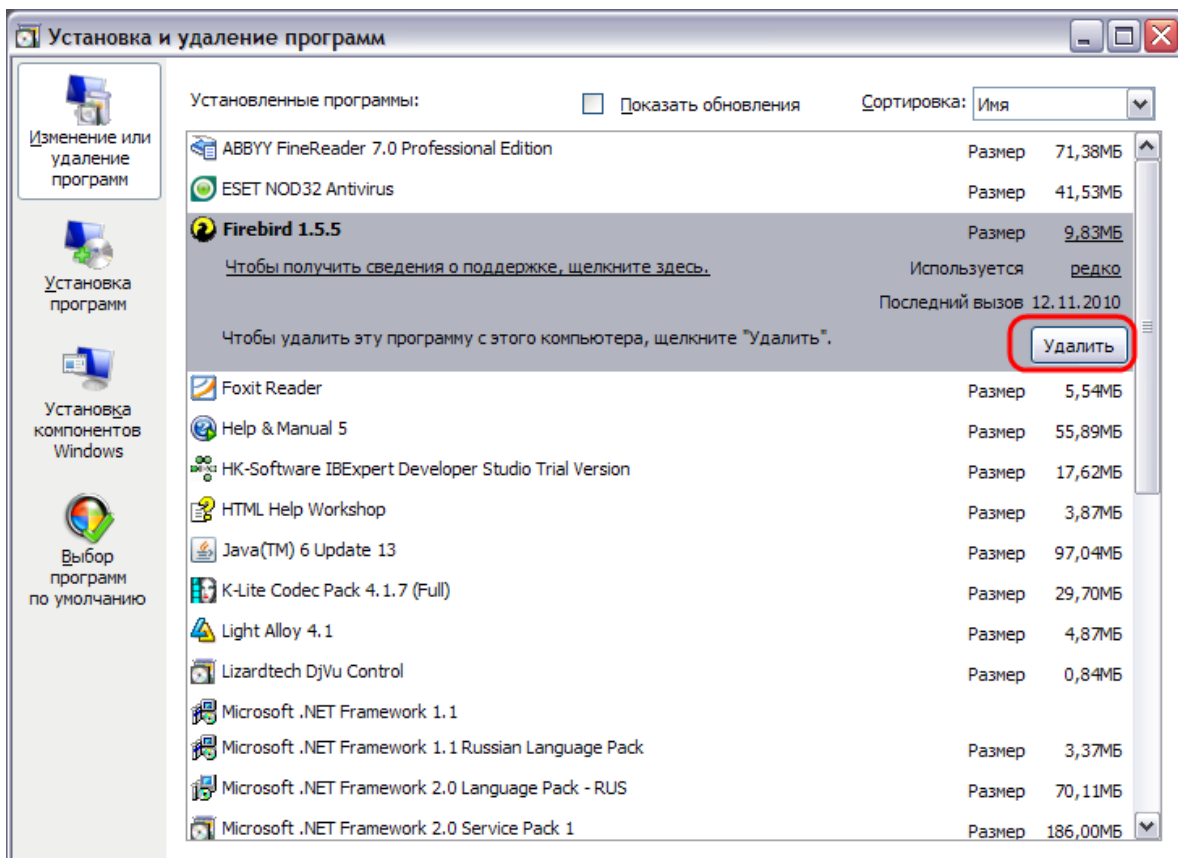 Установка и удаление программ
Изменение или
удаление
программ
Установка
программ
Установка
компонентов
Windows
Выбор
программ
по умолчанию
Установленные программы:
Показать обновления
Сортировка: Имя
ABBYY FineReader 7.0 Professional Edition Размер 71,38МБ
ESET NOD32 Antivirus Размер 41,53МБ
Firebird 1.5.5 Размер 9,83МБ
Чтобы получить сведения о поддержке, щелкните здесь. Используется редко
Последний вызов 12.11.2010
Чтобы удалить эту программу с этого компьютера, щелкните "Удалить". Удалить
Foxit Reader Размер 5,54МБ
Help & Manual 5 Размер 55,89МБ
HK-Software IBExpert Developer Studio Trial Version Размер 17,62МБ
HTML Help Workshop Размер 3,87МБ
Java(TM) 6 Update 13 Размер 97,04МБ
K-Lite Codec Pack 4.1.7 (Full) Размер 29,70МБ
Light Alloy 4.1 Размер 4,87МБ
Lizardtech DjVu Control Размер 0,84МБ
Microsoft .NET Framework 1.1
Microsoft .NET Framework 1.1 Russian Language Pack Размер 3,37МБ
Microsoft .NET Framework 2.0 Language Pack - RUS Размер 70,11МБ
Microsoft .NET Framework 2.0 Service Pack 1 Размер 186,00МБ